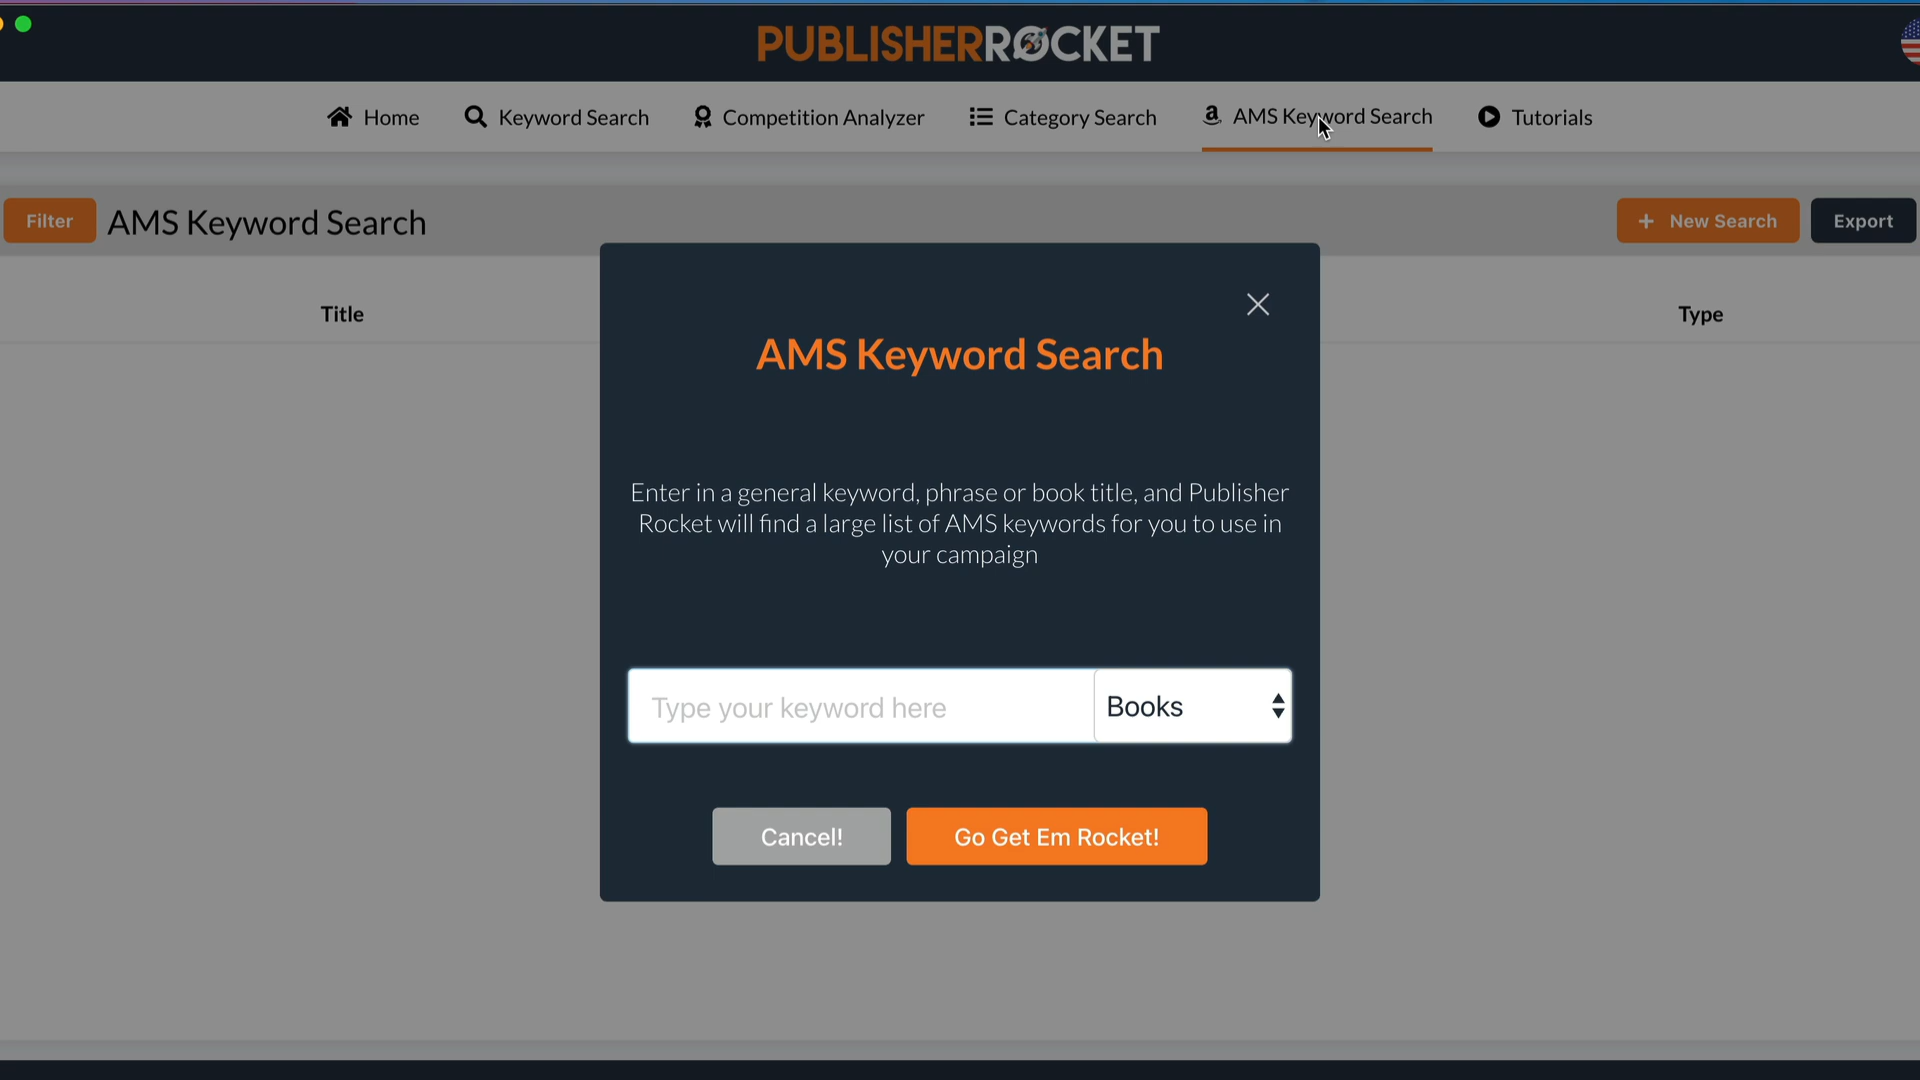 PUBLISHERROCKET
Home Keyword Search Competition Analyzer Category Search AMS Keyword Search Tutorials
Filter AMS Keyword Search + New Search Export
Title Type
AMS Keyword Search
Enter in a general keyword, phrase or book title, and Publisher
Rocket will find a large list of AMS keywords for you to use in
your campaign
Type your keyword here Books
Cancel! Go Get Em Rocket!